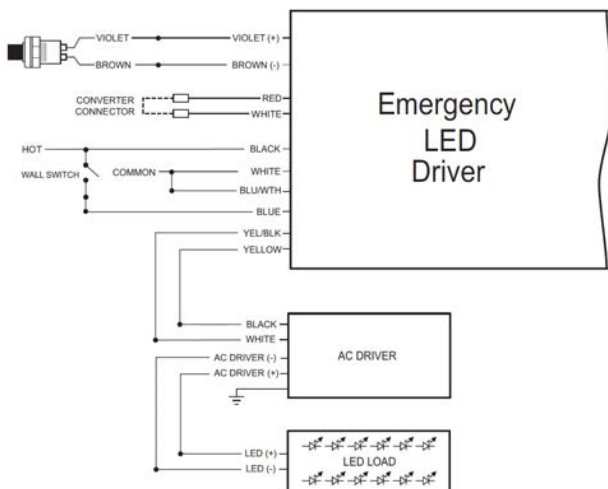 VIOLET VIOLET (+)
BROWN BROWN (-)
CONVERTER
CONNECTOR
RED
WHITE
Emergency
LED
Driver
HOT BLACK
WALL SWITCH COMMON WHITE
BLU/WTH
BLUE
YEL/BLK
YELLOW
BLACK
WHITE
AC DRIVER (-)
AC DRIVER (+)
AC DRIVER
LED (+)
LED (-)
LED LOAD